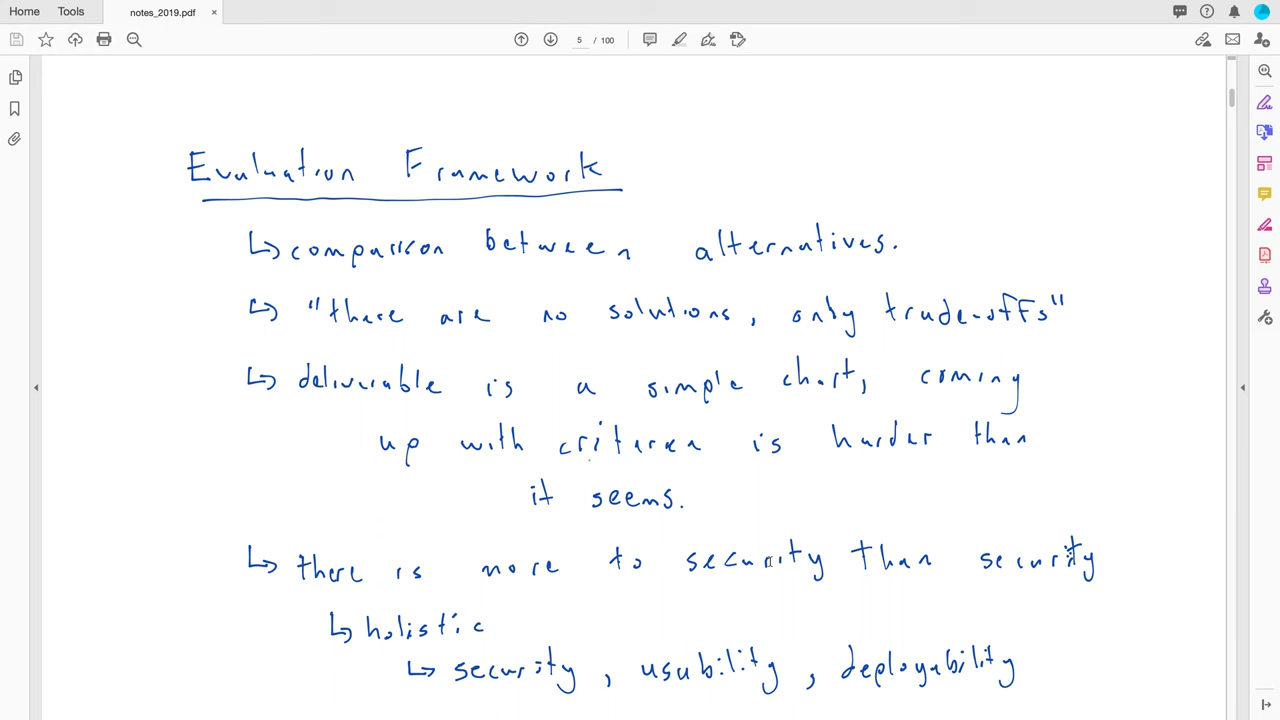 Home Tools notes_2019.pdf ×
5 / 100
Evaluation Framework
↳ comparison between alternatives.
↳ "there are no solutions, only trade-offs"
↳ deliverable is a simple chart, coming
up with criterea is harder than
it seems.
↳ there is more to security than security
↳ holistic
↳ security, usability, deployability